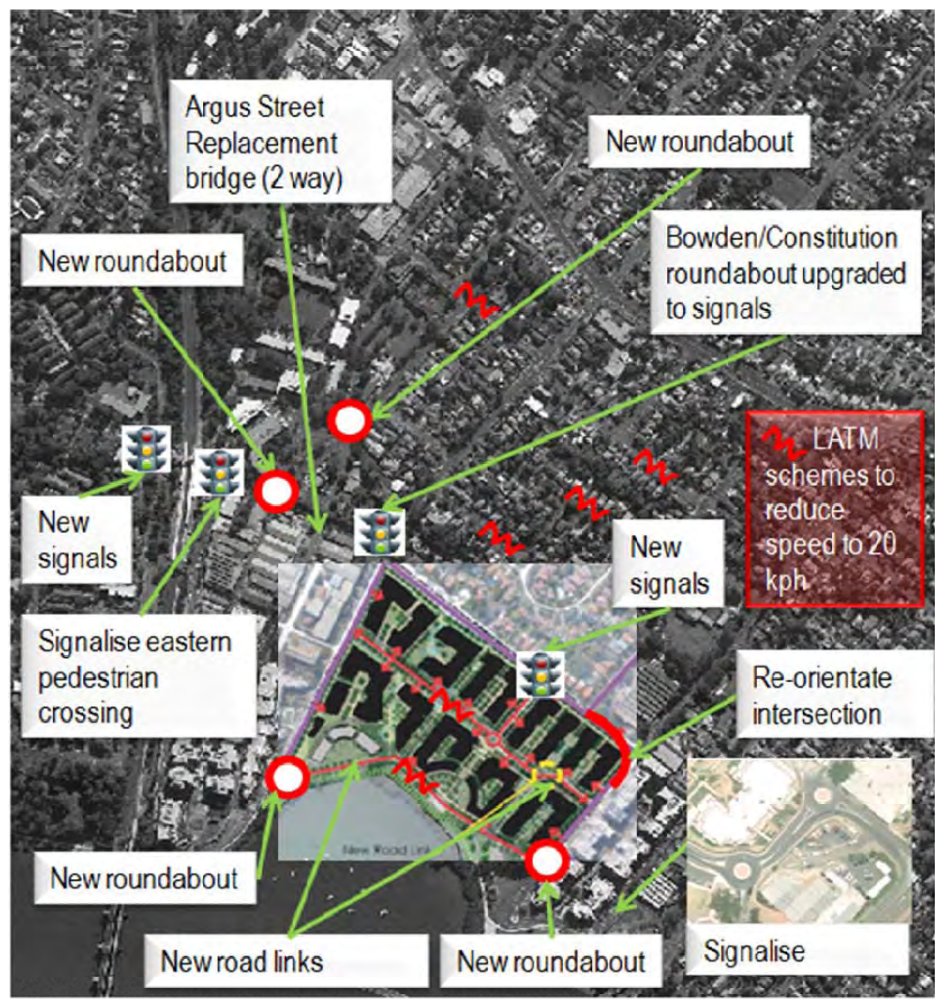 Argus Street
Replacement
bridge (2 way)
New roundabout
Bowden/Constitution
roundabout upgraded
to signals
New roundabout
LATM
schemes to
reduce
speed to 20
kph
New
signals
New
signals
Signalise eastern
pedestrian
crossing
Re-orientate
intersection
New Road Link
New roundabout
New road links
New roundabout
Signalise